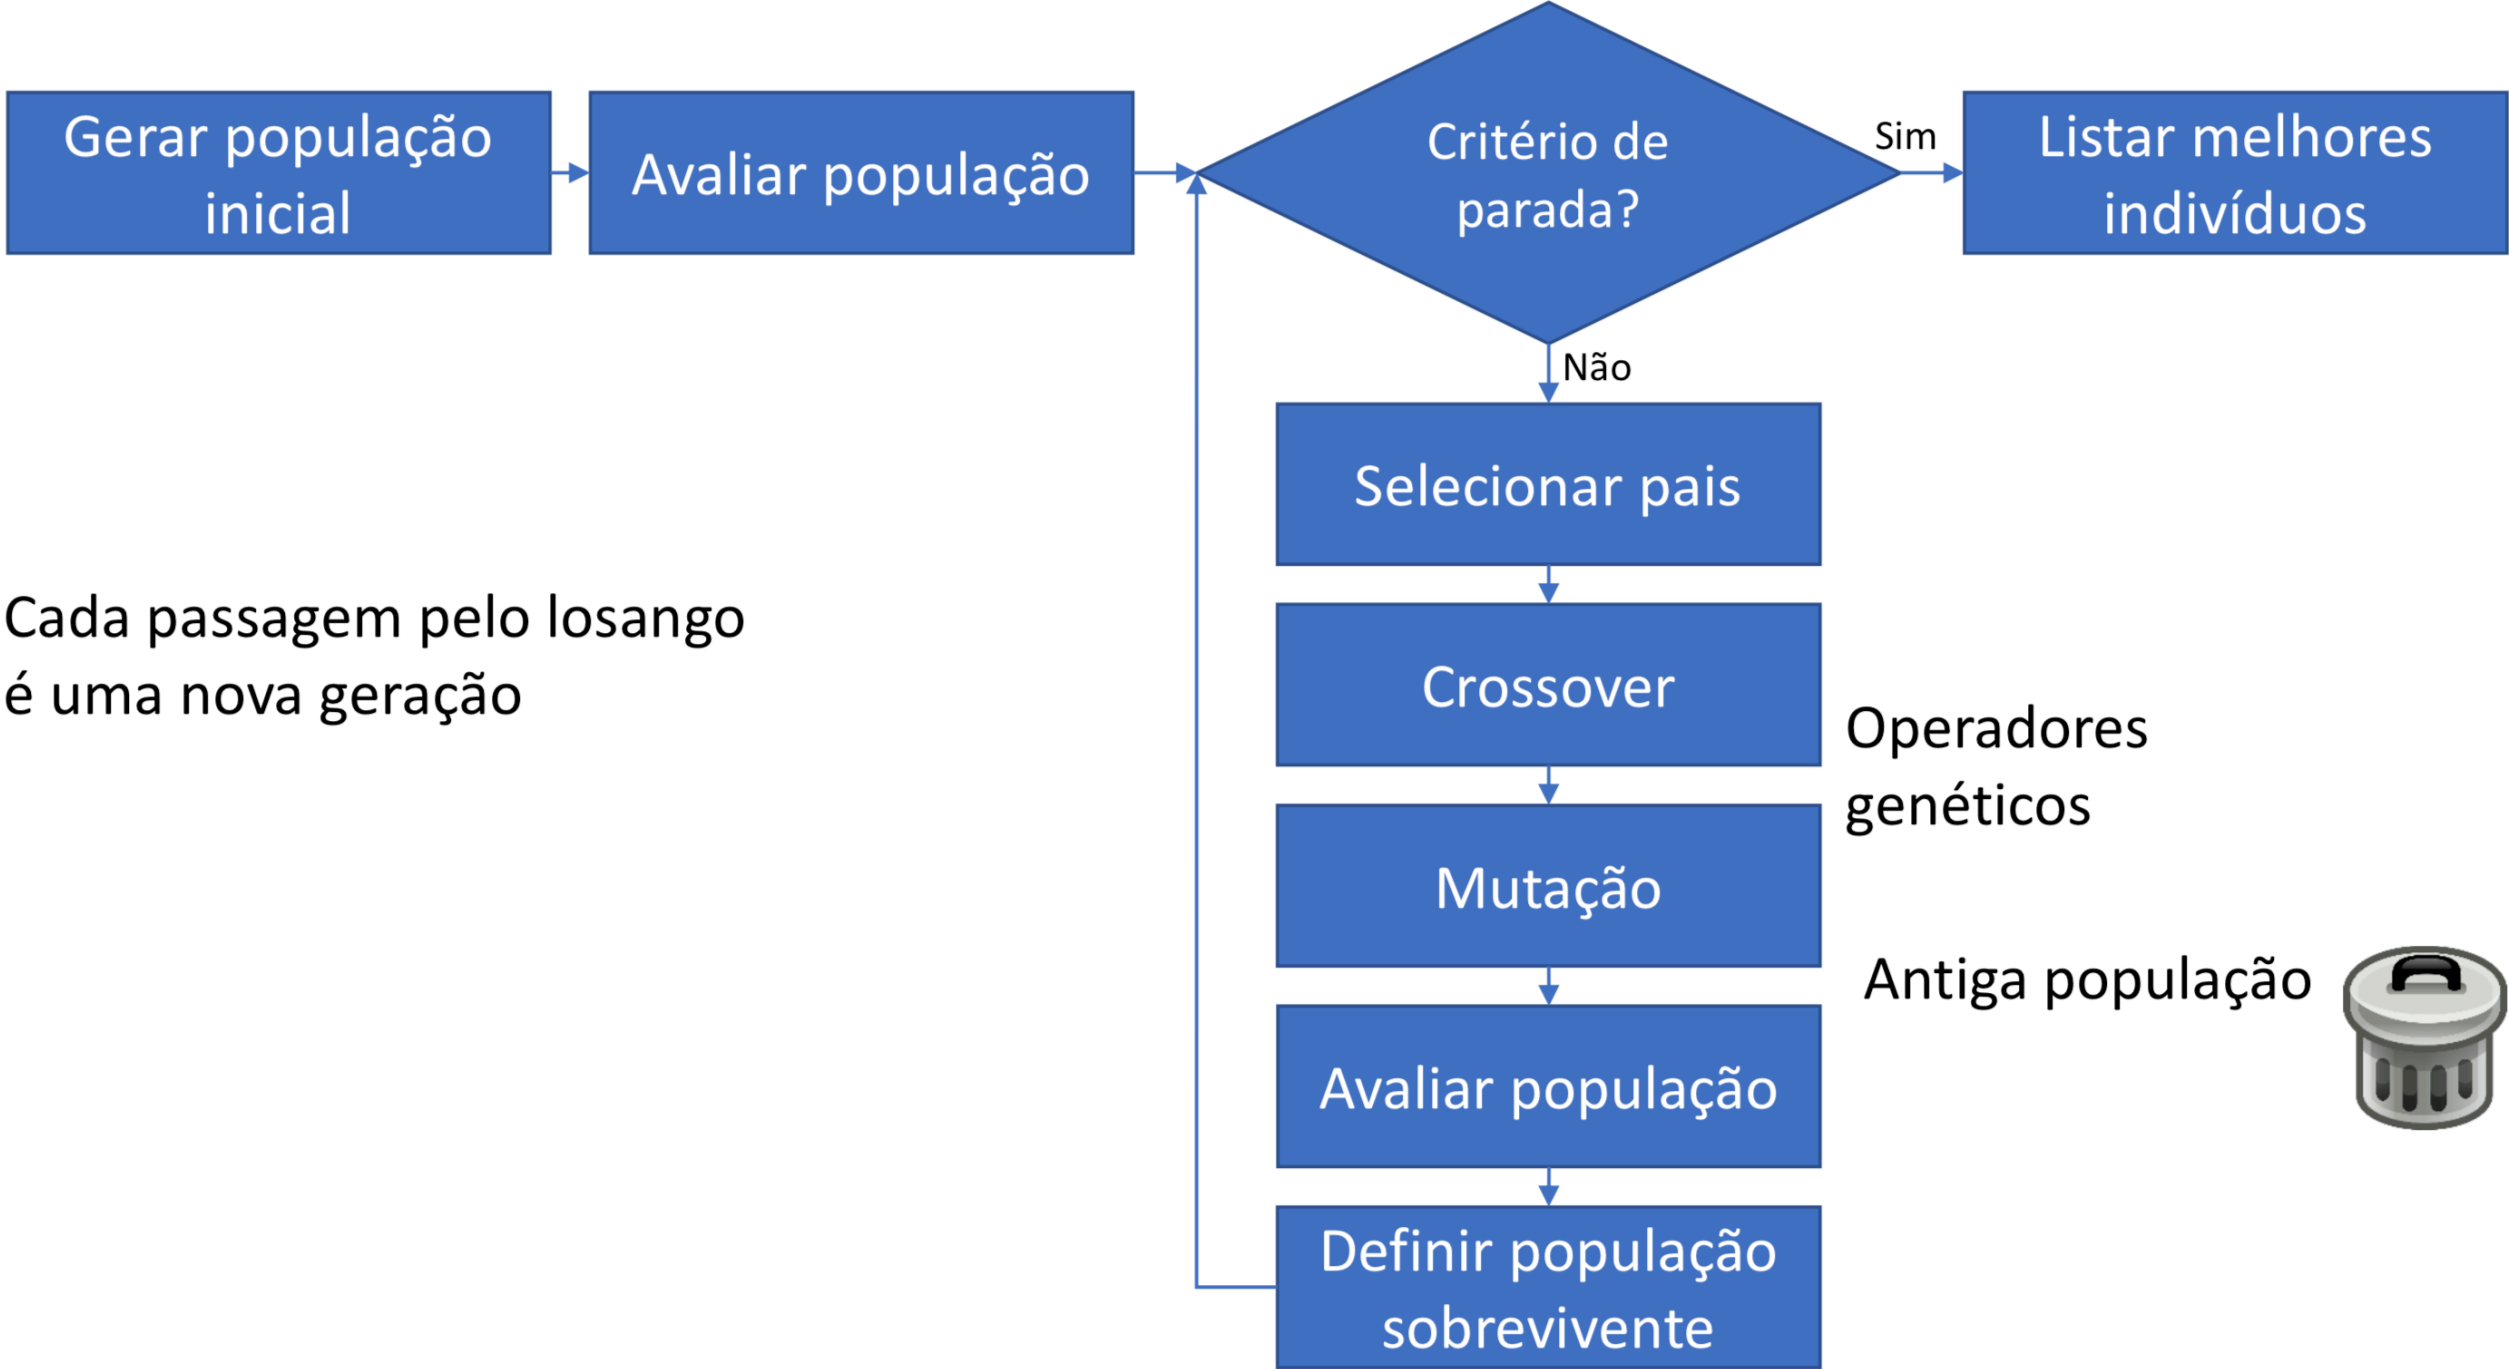 Gerar população
inicial
Avaliar população
Critério de
parada?
Sim
Listar melhores
indivíduos
Não
Selecionar pais
Cada passagem pelo losango
é uma nova geração
Crossover
Operadores
genéticos
Mutação
Antiga população
Avaliar população
Definir população
sobrevivente